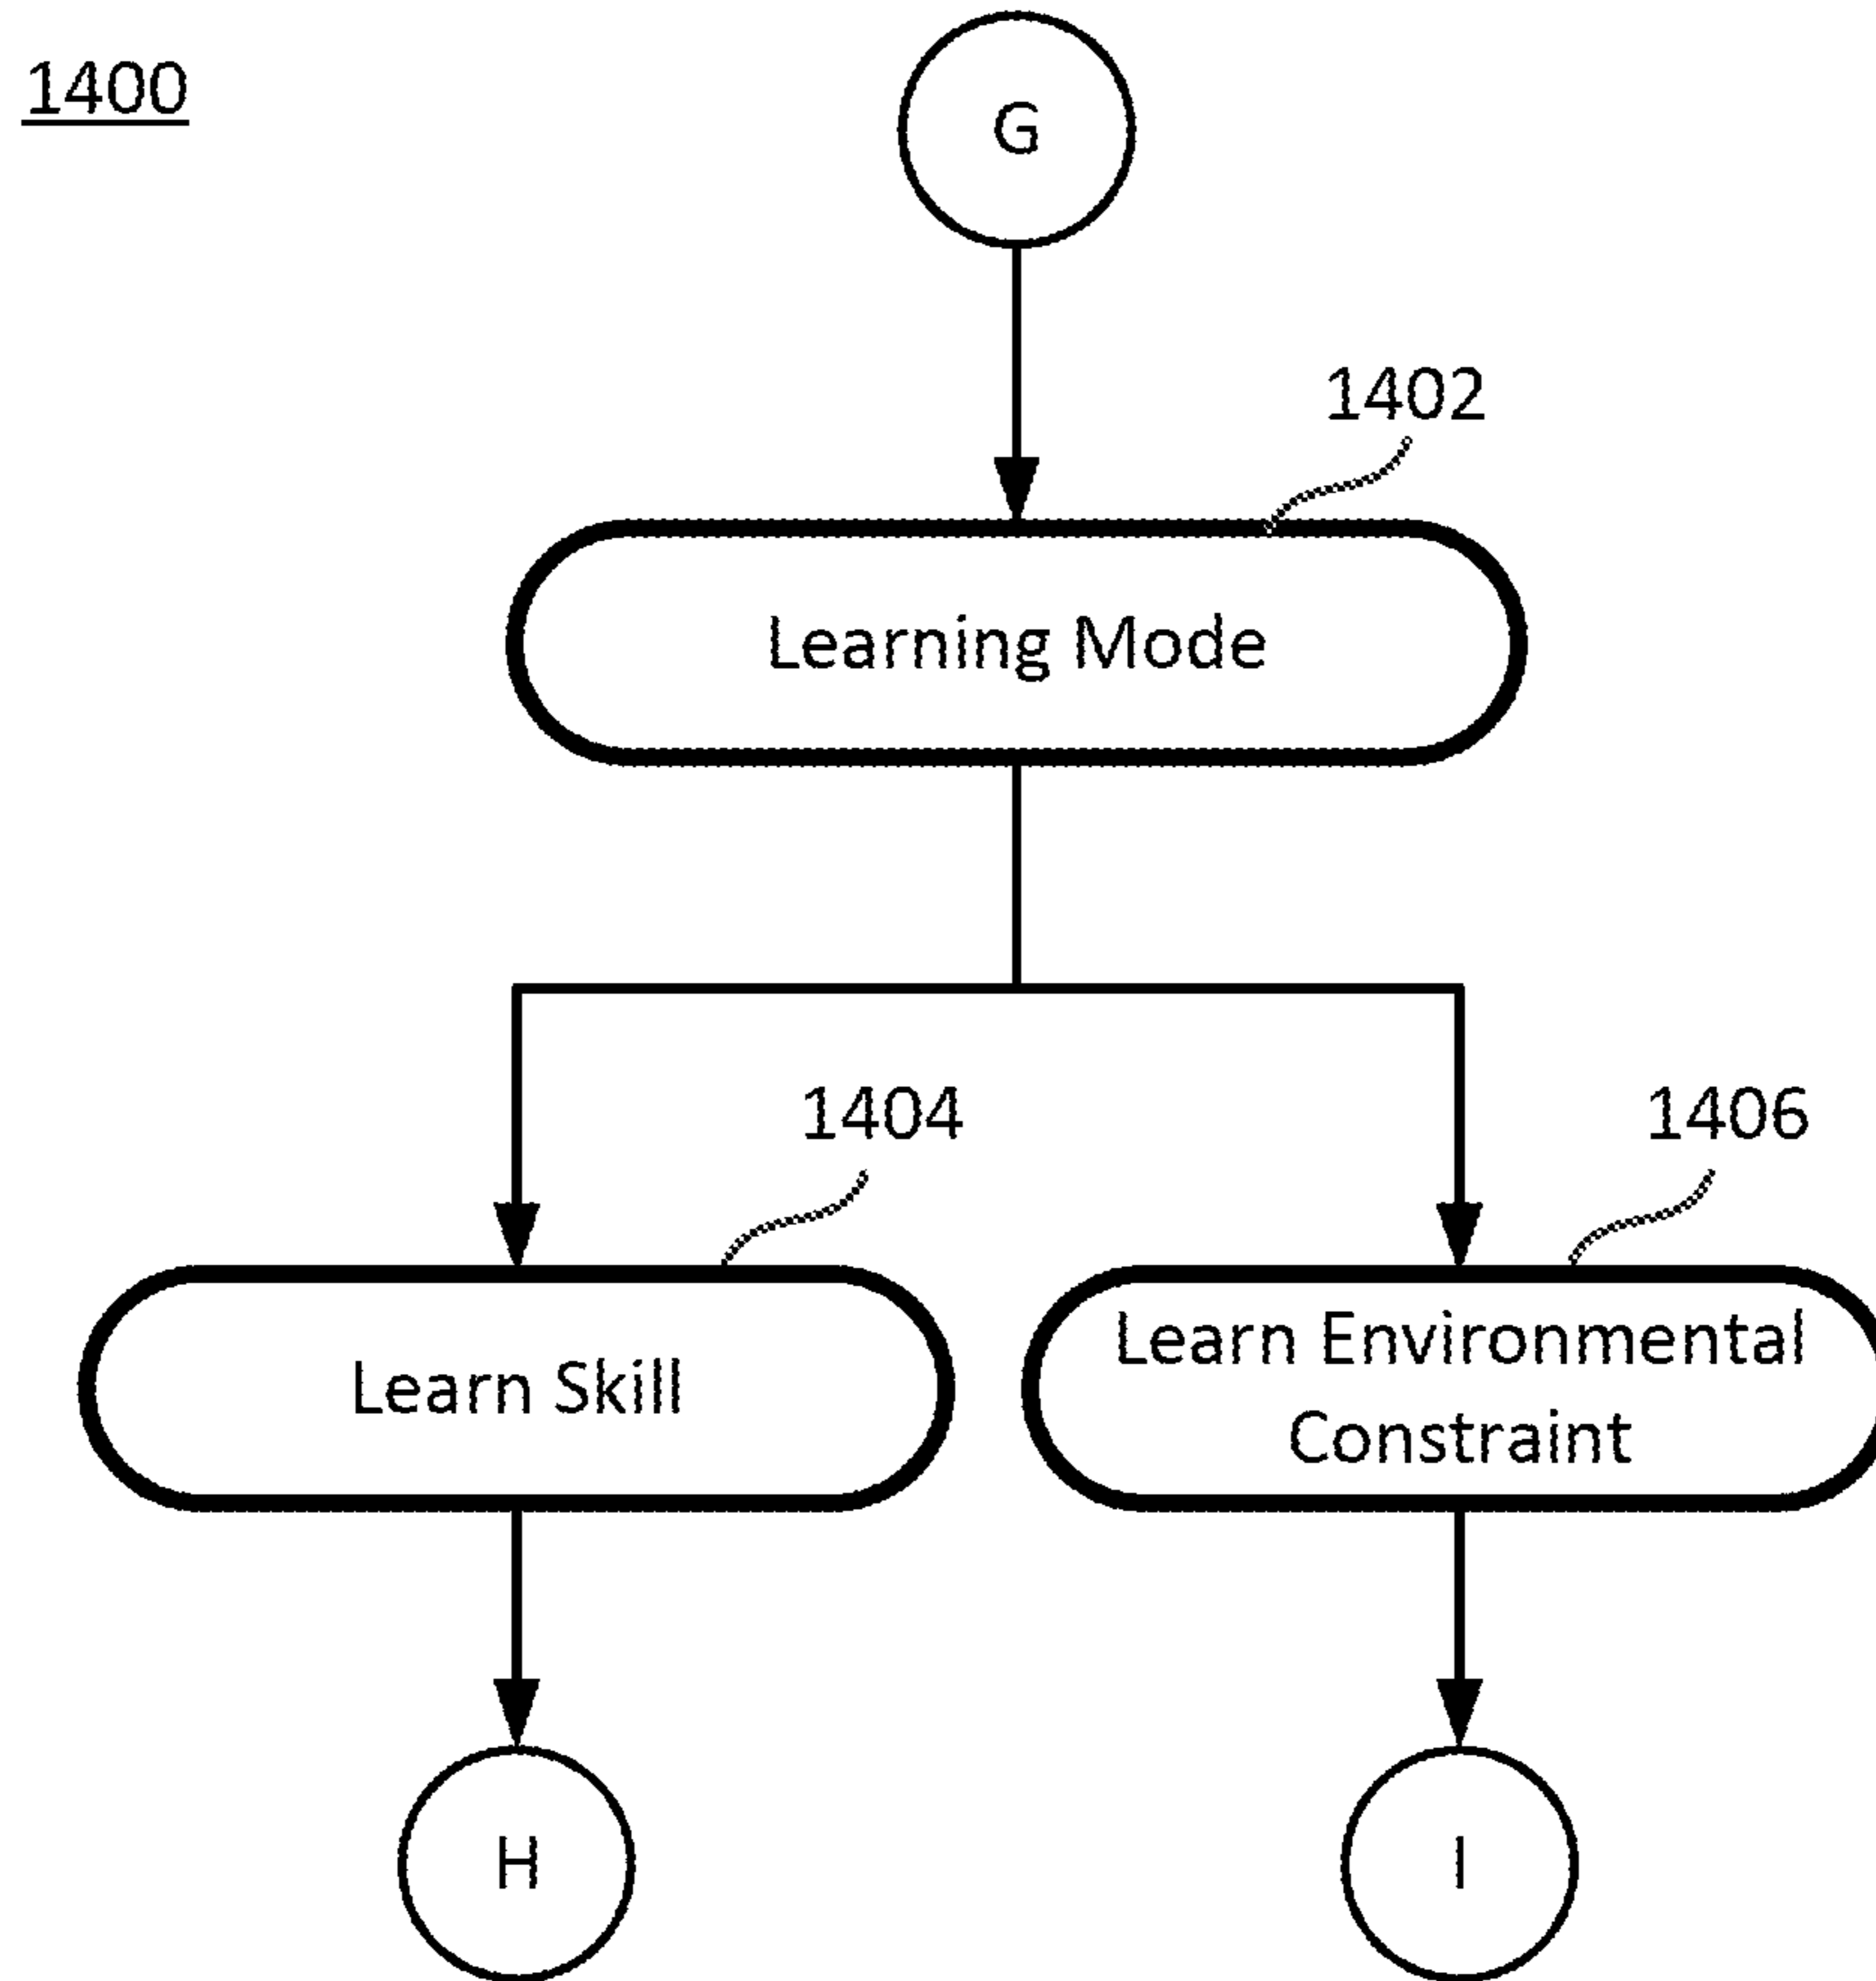 1400
G
1402
Learning Mode
1404
1406
Learn Skill
Learn Environmental
Constraint
H
I